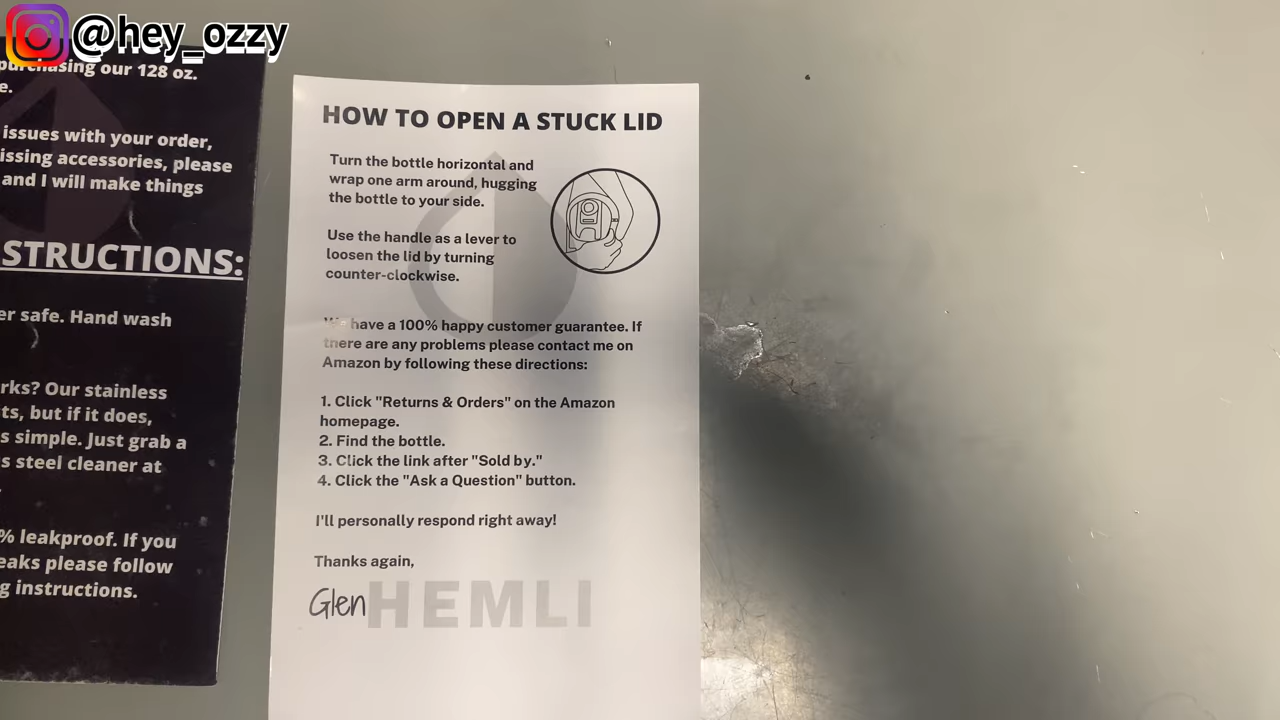 @hey_ozzy
purchasing our 128 oz.
e.
issues with your order,
issing accessories, please
and I will make things
STRUCTIONS:
er safe. Hand wash
rks? Our stainless
ts, but if it does,
s simple. Just grab a
s steel cleaner at
% leakproof. If you
eaks please follow
g instructions.
HOW TO OPEN A STUCK LID
Turn the bottle horizontal and
wrap one arm around, hugging
the bottle to your side.
Use the handle as a lever to
loosen the lid by turning
counter-clockwise.
We have a 100% happy customer guarantee. If
there are any problems please contact me on
Amazon by following these directions:
1. Click "Returns & Orders" on the Amazon
homepage.
2. Find the bottle.
3. Click the link after "Sold by."
4. Click the "Ask a Question" button.
I'll personally respond right away!
Thanks again,
Glen HEMLI